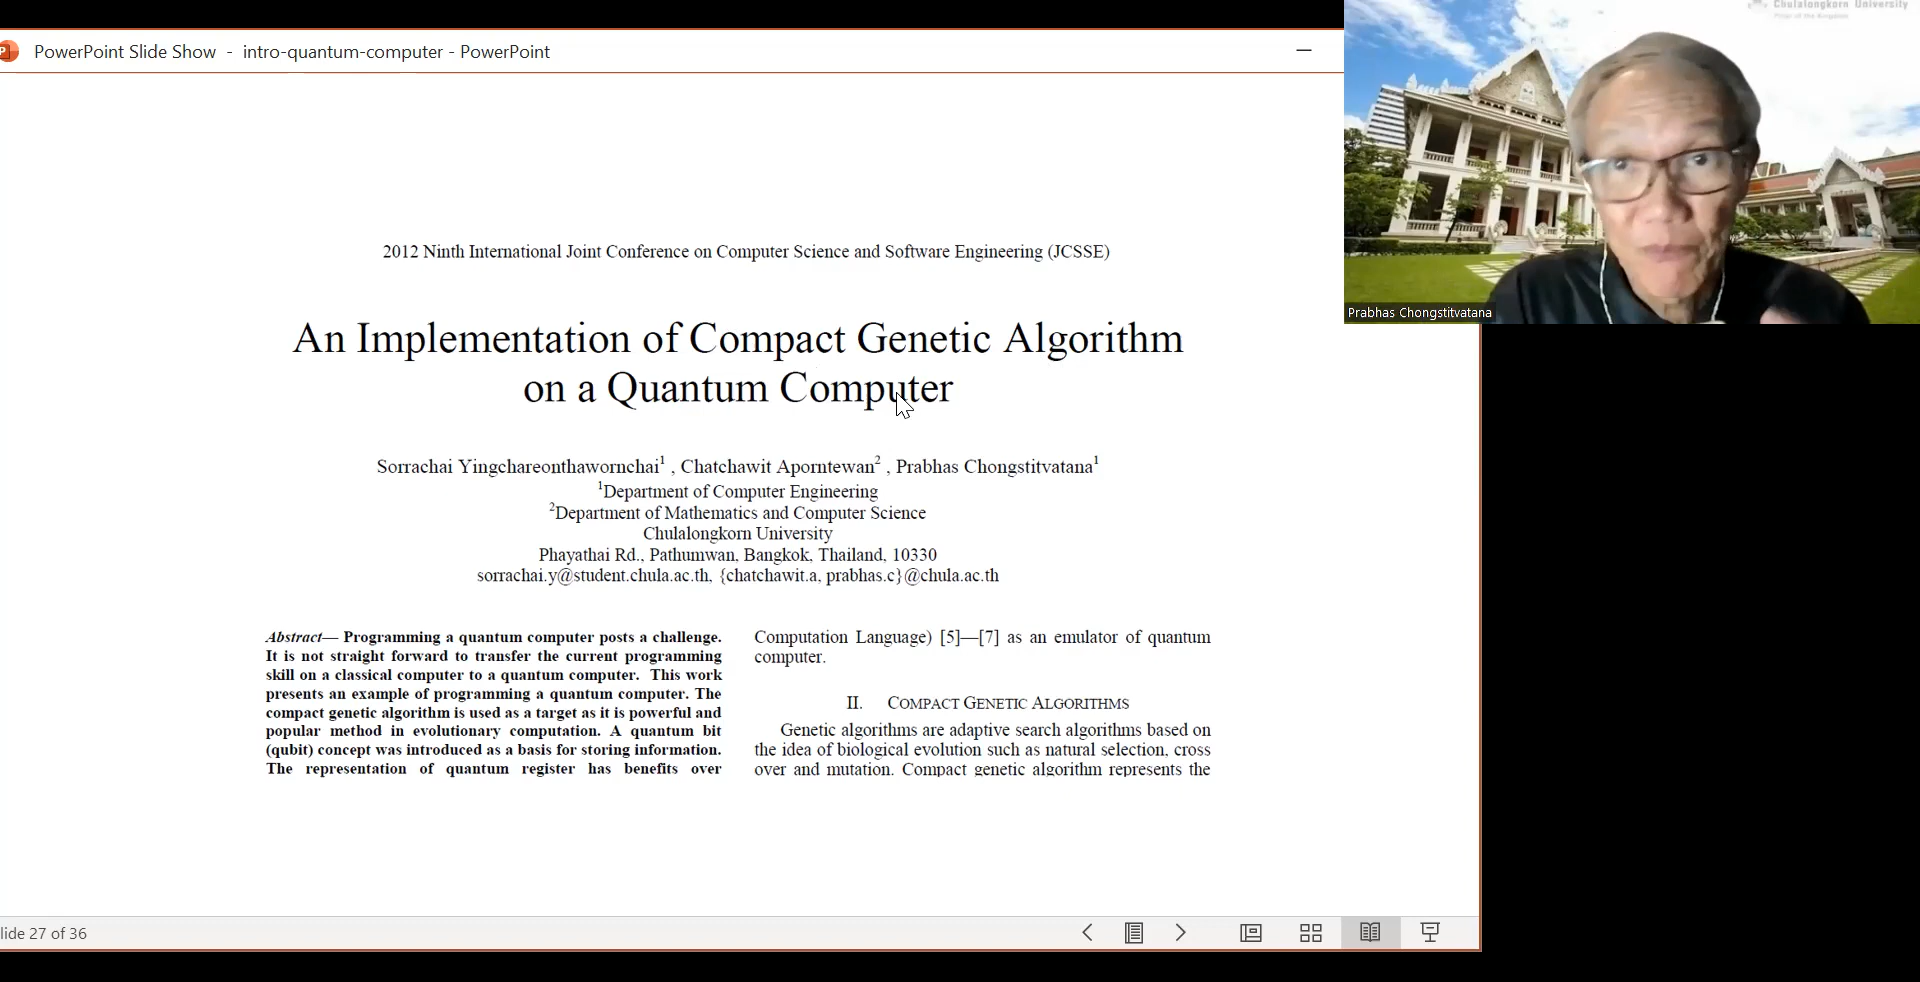 PowerPoint Slide Show - intro-quantum-computer - PowerPoint
Chulalongkorn University
Pillar of the Kingdom
Prabhas Chongstitvatana
2012 Ninth International Joint Conference on Computer Science and Software Engineering (JCSSE)
An Implementation of Compact Genetic Algorithm
on a Quantum Computer
Sorrachai Yingchareonthawornchai1 , Chatchawit Aporntewan2 , Prabhas Chongstitvatana1
1Department of Computer Engineering
2Department of Mathematics and Computer Science
Chulalongkorn University
Phayathai Rd., Pathumwan, Bangkok, Thailand, 10330
sorrachai.y@student.chula.ac.th, {chatchawit.a, prabhas.c}@chula.ac.th
Abstract— Programming a quantum computer posts a challenge.
It is not straight forward to transfer the current programming
skill on a classical computer to a quantum computer. This work
presents an example of programming a quantum computer. The
compact genetic algorithm is used as a target as it is powerful and
popular method in evolutionary computation. A quantum bit
(qubit) concept was introduced as a basis for storing information.
The representation of quantum register has benefits over
Computation Language) [5]—[7] as an emulator of quantum
computer.
II. COMPACT GENETIC ALGORITHMS
Genetic algorithms are adaptive search algorithms based on
the idea of biological evolution such as natural selection, cross
over and mutation. Compact genetic algorithm represents the
lide 27 of 36